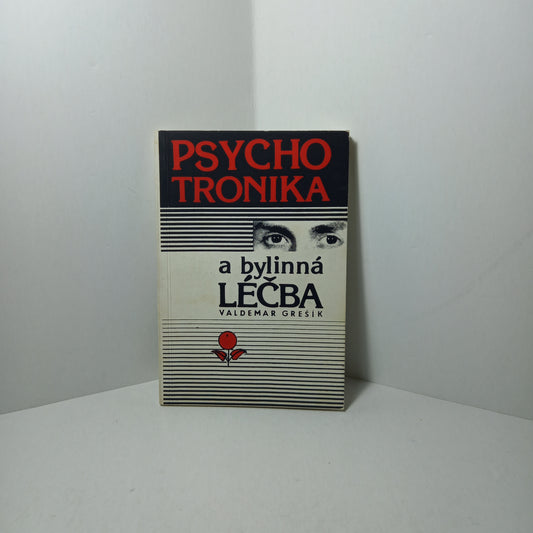 PSYCHO
TRONIKA
a bylinná
LÉČBA
VALDEMAR GREŠÍK